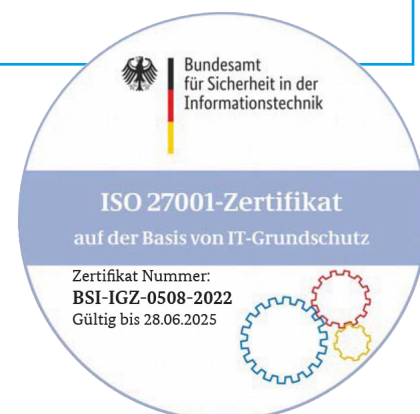 Bundesamt
für Sicherheit in der
Informationstechnik
ISO 27001-Zertifikat
auf der Basis von IT-Grundschutz
Zertifikat Nummer:
BSI-IGZ-0508-2022
Gültig bis 28.06.2025